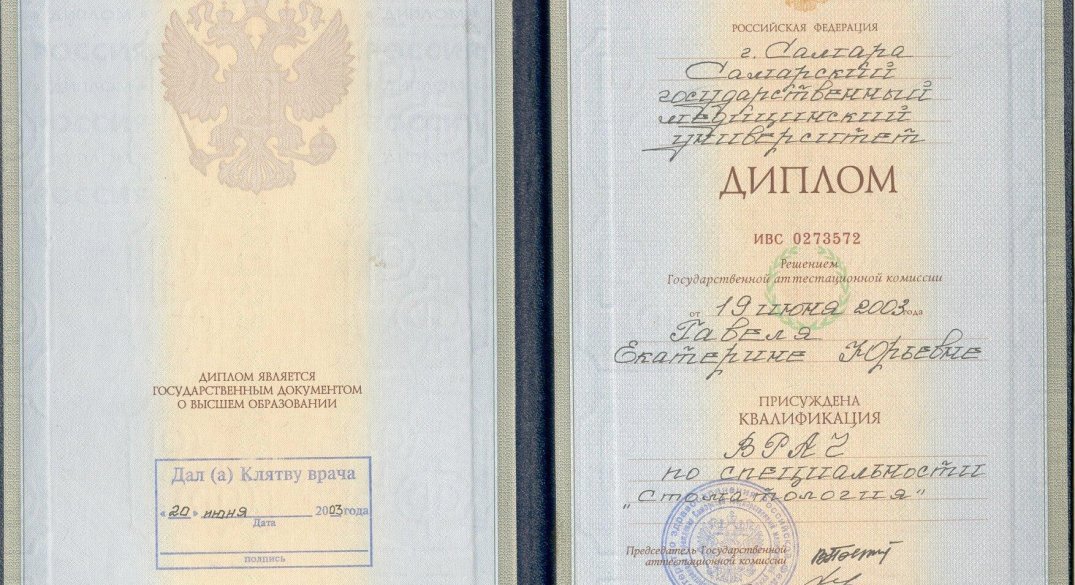 ДИПЛОМ ЯВЛЯЕТСЯ
ГОСУДАРСТВЕННЫМ ДОКУМЕНТОМ
О ВЫСШЕМ ОБРАЗОВАНИИ
Дал (а) Клятву врача
«20» июня 2003 года
Дата
подпись
РОССИЙСКАЯ ФЕДЕРАЦИЯ
г. Самара
Самарский
государственный
медицинский
университет
ДИПЛОМ
ИВС 0273572
Решением
Государственной аттестационной комиссии
от 19 июня 2003 года
Гавеля
Екатерине Юрьевне
ПРИСУЖДЕНА
КВАЛИФИКАЦИЯ
ВРАЧ
по специальности
"Стоматология"
Председатель Государственной
аттестационной комиссии